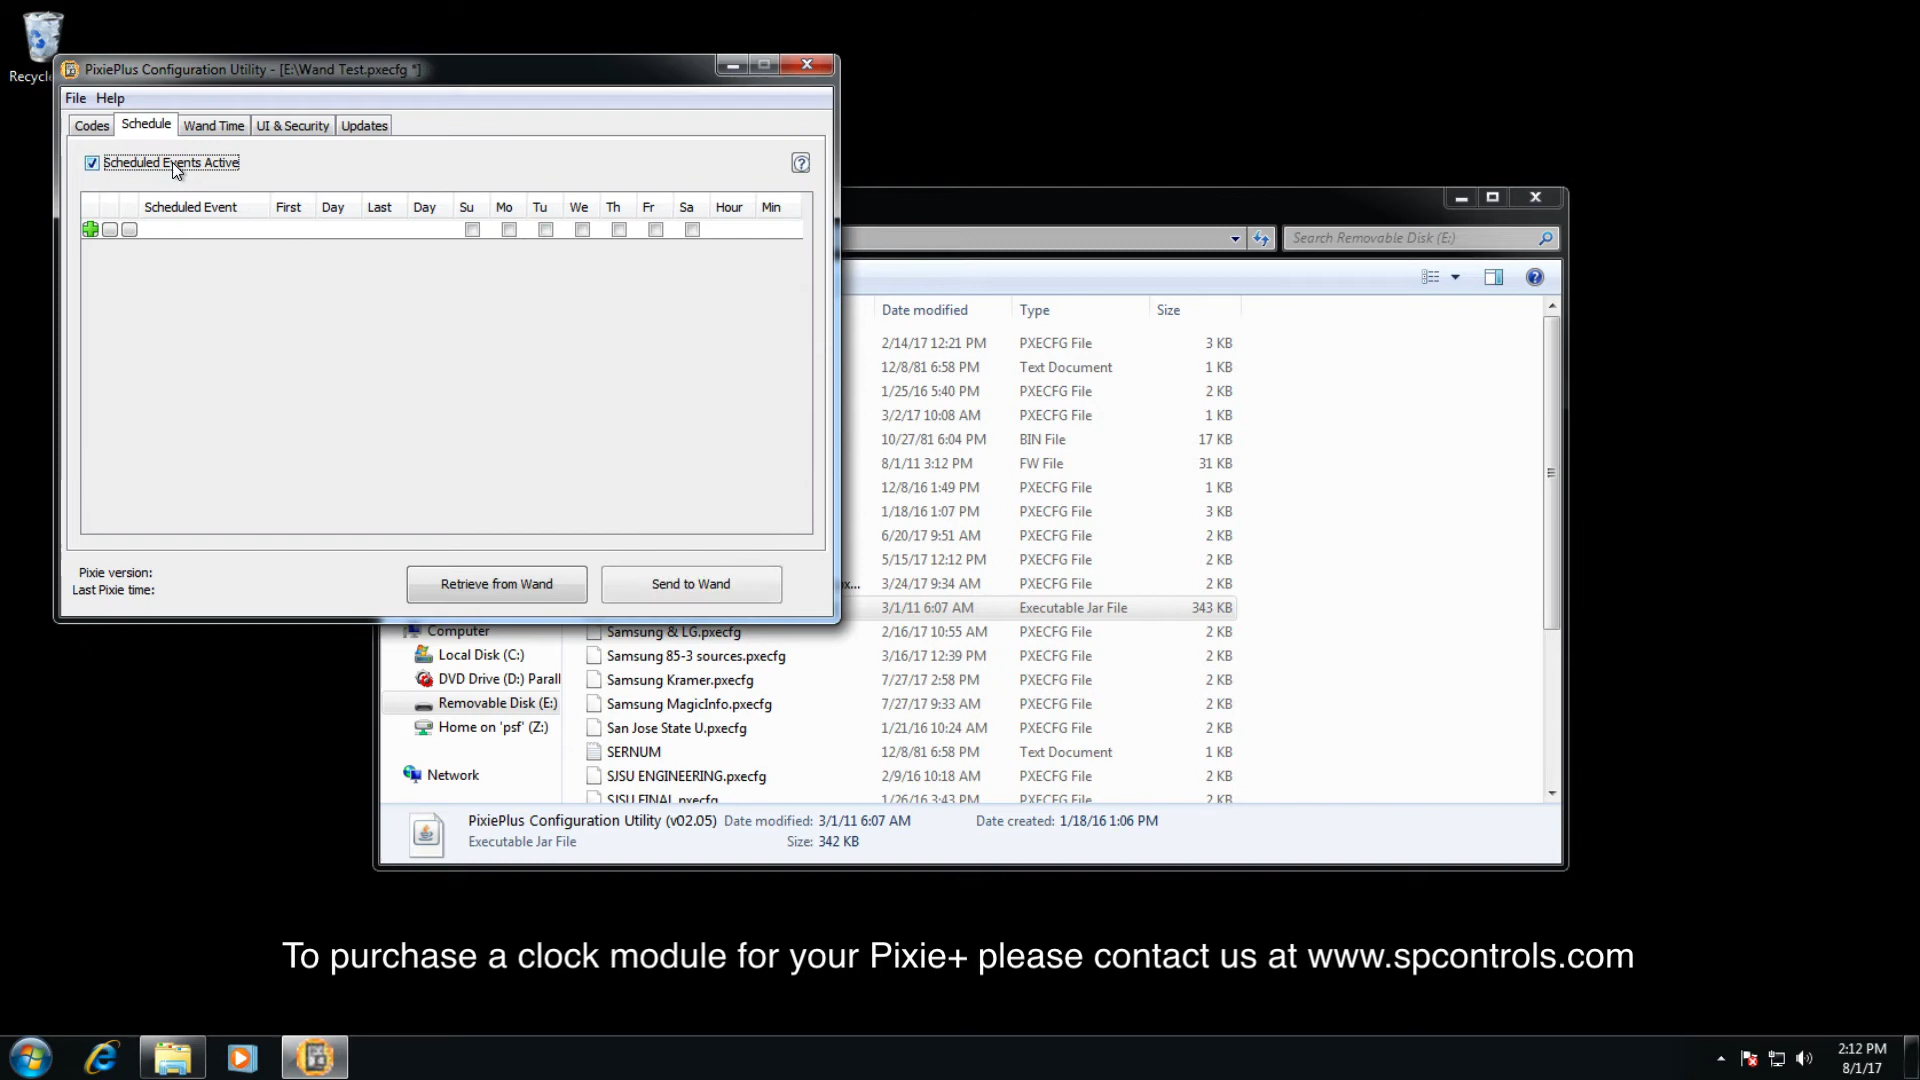 Recycle
PixiePlus Configuration Utility - [E:\Wand Test.pxecfg *]
File Help
Codes Schedule Wand Time UI & Security Updates
Scheduled Events Active
Scheduled Event First Day Last Day Su Mo Tu We Th Fr Sa Hour Min
Pixie version:
Last Pixie time:
Retrieve from Wand Send to Wand
Search Removable Disk (E:)
Date modified Type Size
2/14/17 12:21 PM PXECFG File 3 KB
12/8/81 6:58 PM Text Document 1 KB
1/25/16 5:40 PM PXECFG File 2 KB
3/2/17 10:08 AM PXECFG File 1 KB
10/27/81 6:04 PM BIN File 17 KB
8/1/11 3:12 PM FW File 31 KB
12/8/16 1:49 PM PXECFG File 1 KB
1/18/16 1:07 PM PXECFG File 3 KB
6/20/17 9:51 AM PXECFG File 2 KB
5/15/17 12:12 PM PXECFG File 2 KB
x... 3/24/17 9:34 AM PXECFG File 2 KB
3/1/11 6:07 AM Executable Jar File 343 KB
Computer Samsung & LG.pxecfg 2/16/17 10:55 AM PXECFG File 2 KB
Local Disk (C:) Samsung 85-3 sources.pxecfg 3/16/17 12:39 PM PXECFG File 2 KB
DVD Drive (D:) Parall Samsung Kramer.pxecfg 7/27/17 2:58 PM PXECFG File 2 KB
Removable Disk (E:) Samsung MagicInfo.pxecfg 7/27/17 9:33 AM PXECFG File 2 KB
Home on 'psf' (Z:) San Jose State U.pxecfg 1/21/16 10:24 AM PXECFG File 2 KB
SERNUM 12/8/81 6:58 PM Text Document 1 KB
Network SJSU ENGINEERING.pxecfg 2/9/16 10:18 AM PXECFG File 2 KB
SJSU FINAL.pxecfg 1/26/16 3:43 PM PXECFG File 2 KB
PixiePlus Configuration Utility (v02.05) Date modified: 3/1/11 6:07 AM Date created: 1/18/16 1:06 PM
Executable Jar File Size: 342 KB
To purchase a clock module for your Pixie+ please contact us at www.spcontrols.com
2:12 PM
8/1/17